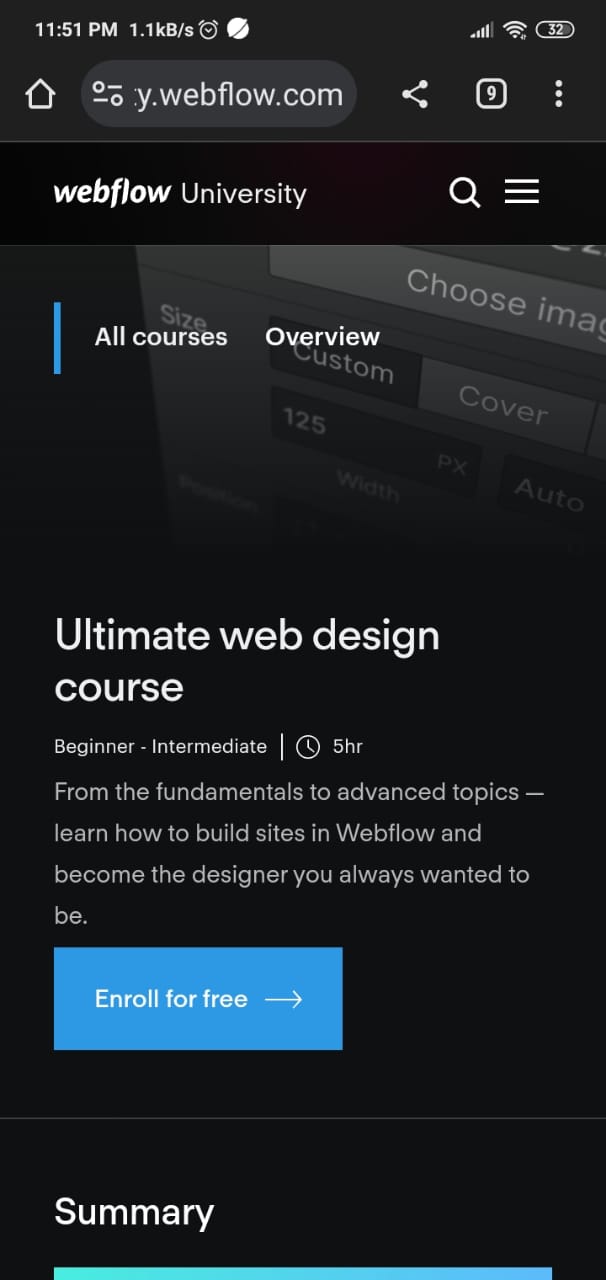 11:51 PM 1.1kB/s 32
y.webflow.com 9
webflow University
Choose imag
Size
All courses Overview
Custom
Cover
125
PX
Width
Auto
Position
Ultimate web design
course
Beginner - Intermediate | 5hr
From the fundamentals to advanced topics —
learn how to build sites in Webflow and
become the designer you always wanted to
be.
Enroll for free →
Summary